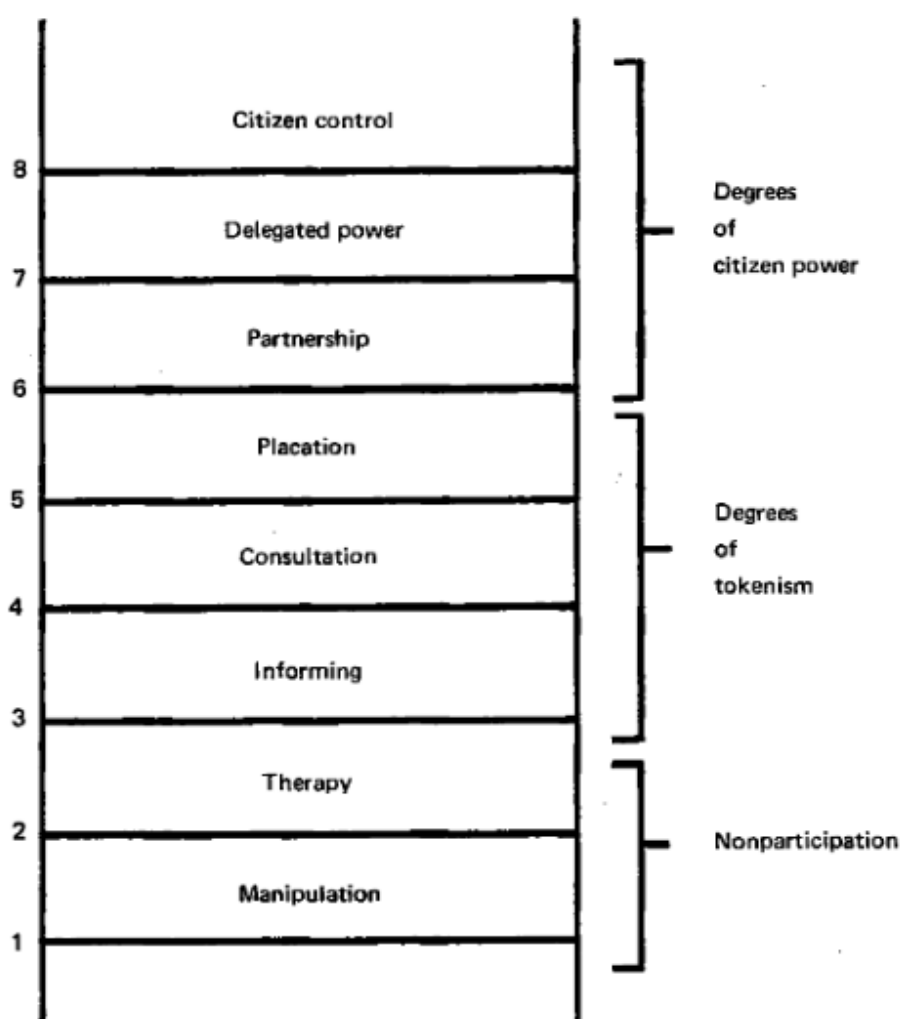 Citizen control
8
Delegated power
7
Partnership
6
Placation
5
Consultation
4
Informing
3
Therapy
2
Manipulation
1
Degrees
of
citizen power
Degrees
of
tokenism
Nonparticipation